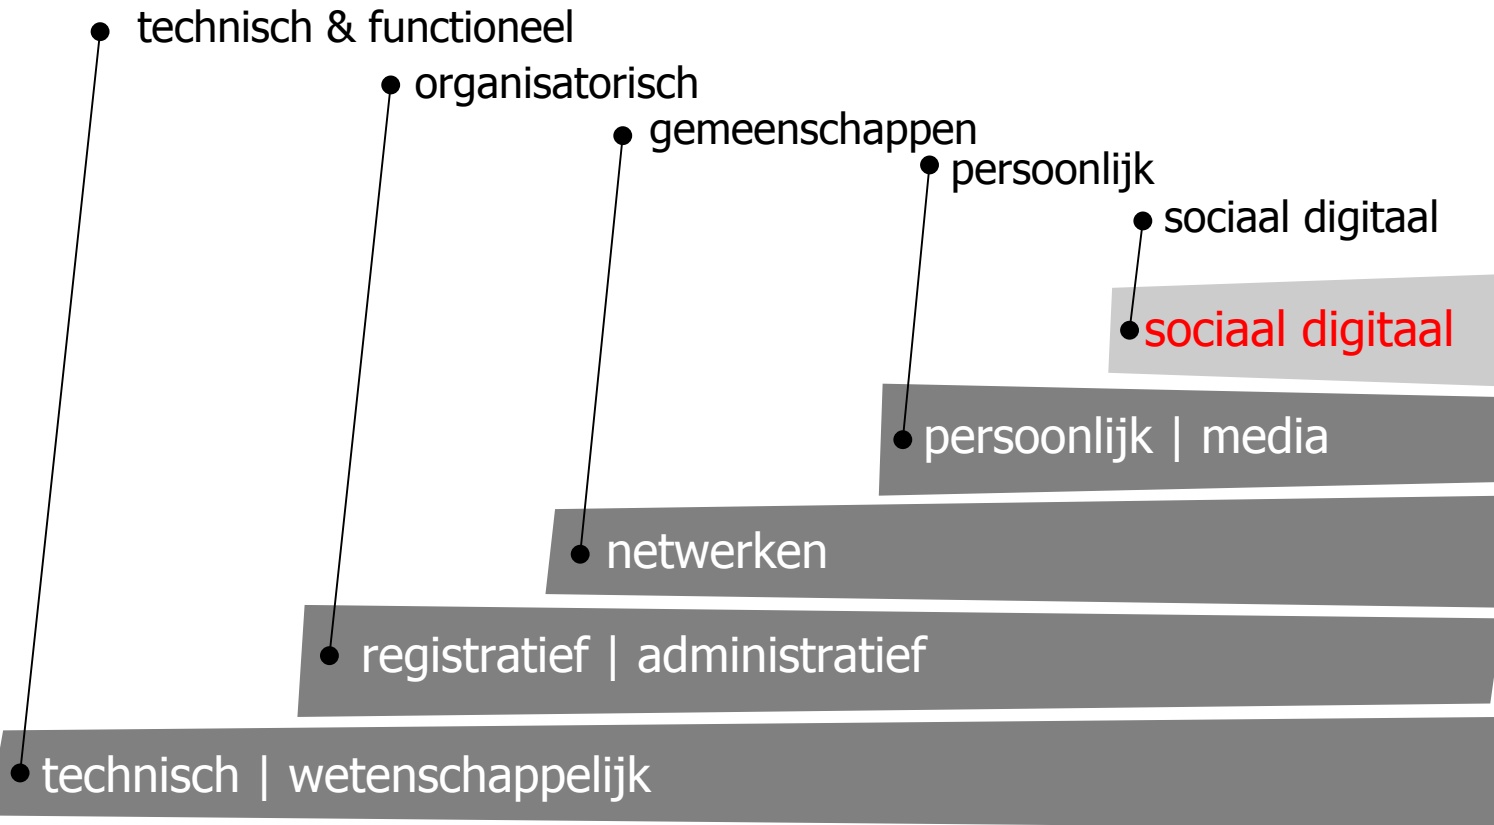 technisch & functioneel
organisatorisch
gemeenschappen
persoonlijk
sociaal digitaal
sociaal digitaal
persoonlijk | media
netwerken
registratief | administratief
technisch | wetenschappelijk